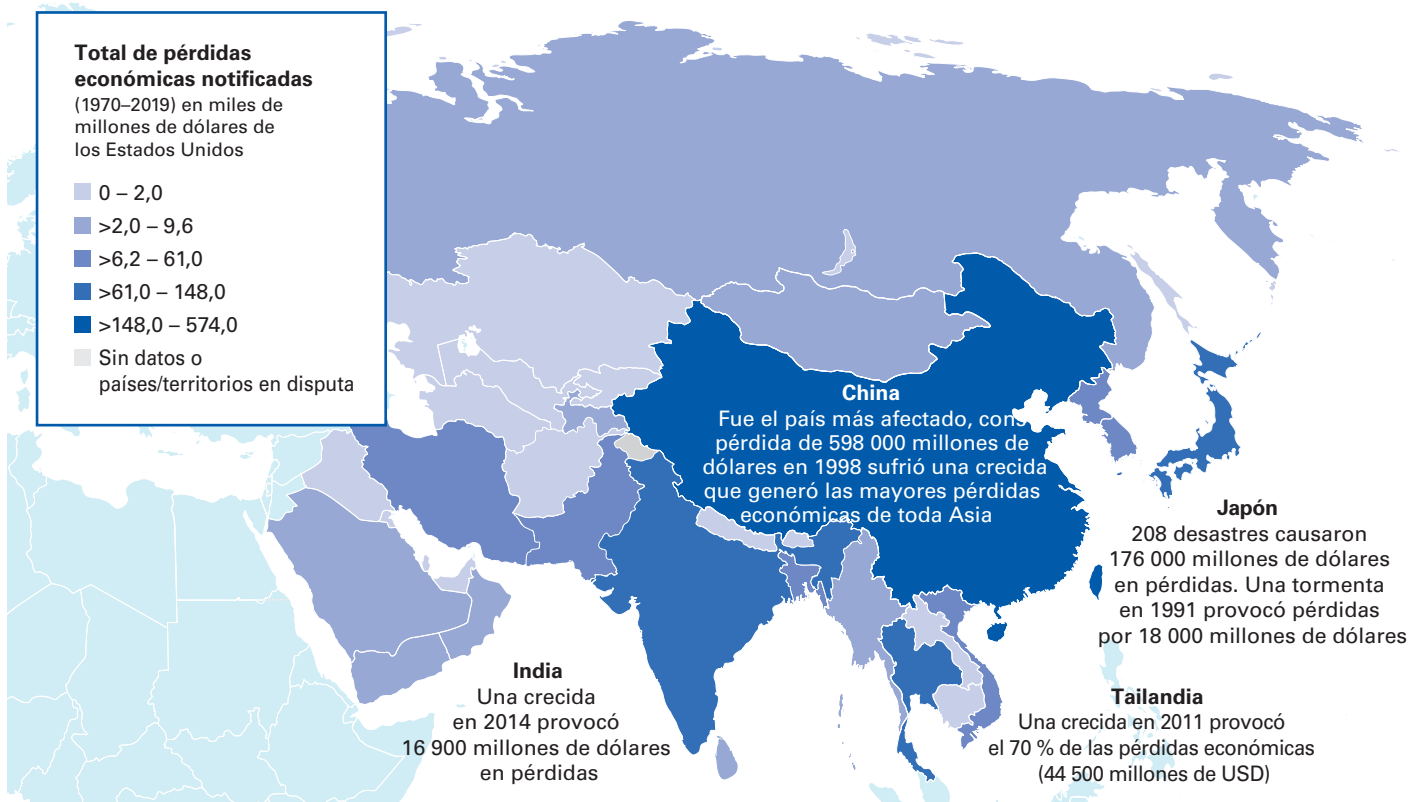 Total de pérdidas
económicas notificadas
(1970–2019) en miles de
millones de dólares de
los Estados Unidos
0 – 2,0
>2,0 – 9,6
>6,2 – 61,0
>61,0 – 148,0
>148,0 – 574,0
Sin datos o
países/territorios en disputa
China
Fue el país más afectado, cons
pérdida de 598 000 millones de
dólares en 1998 sufrió una crecida
que generó las mayores pérdidas
económicas de toda Asia
Japón
208 desastres causaron
176 000 millones de dólares
en pérdidas. Una tormenta
en 1991 provocó pérdidas
por 18 000 millones de dólares
India
Una crecida
en 2014 provocó
16 900 millones de dólares
en pérdidas
Tailandia
Una crecida en 2011 provocó
el 70 % de las pérdidas económicas
(44 500 millones de USD)